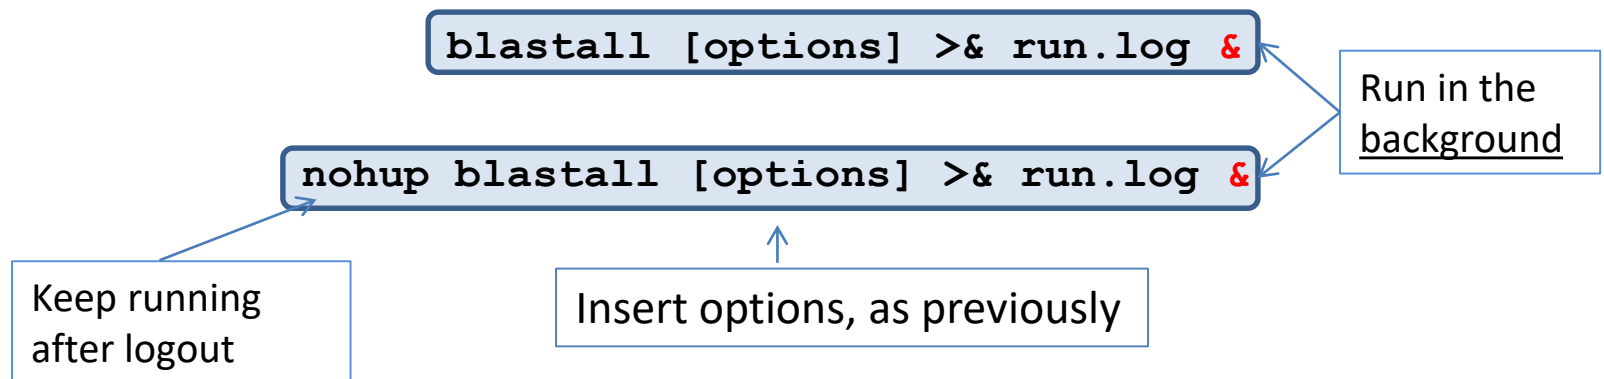 blastall [options] >& run.log &
Run in the
background
nohup blastall [options] >& run.log &
Keep running
after logout
Insert options, as previously